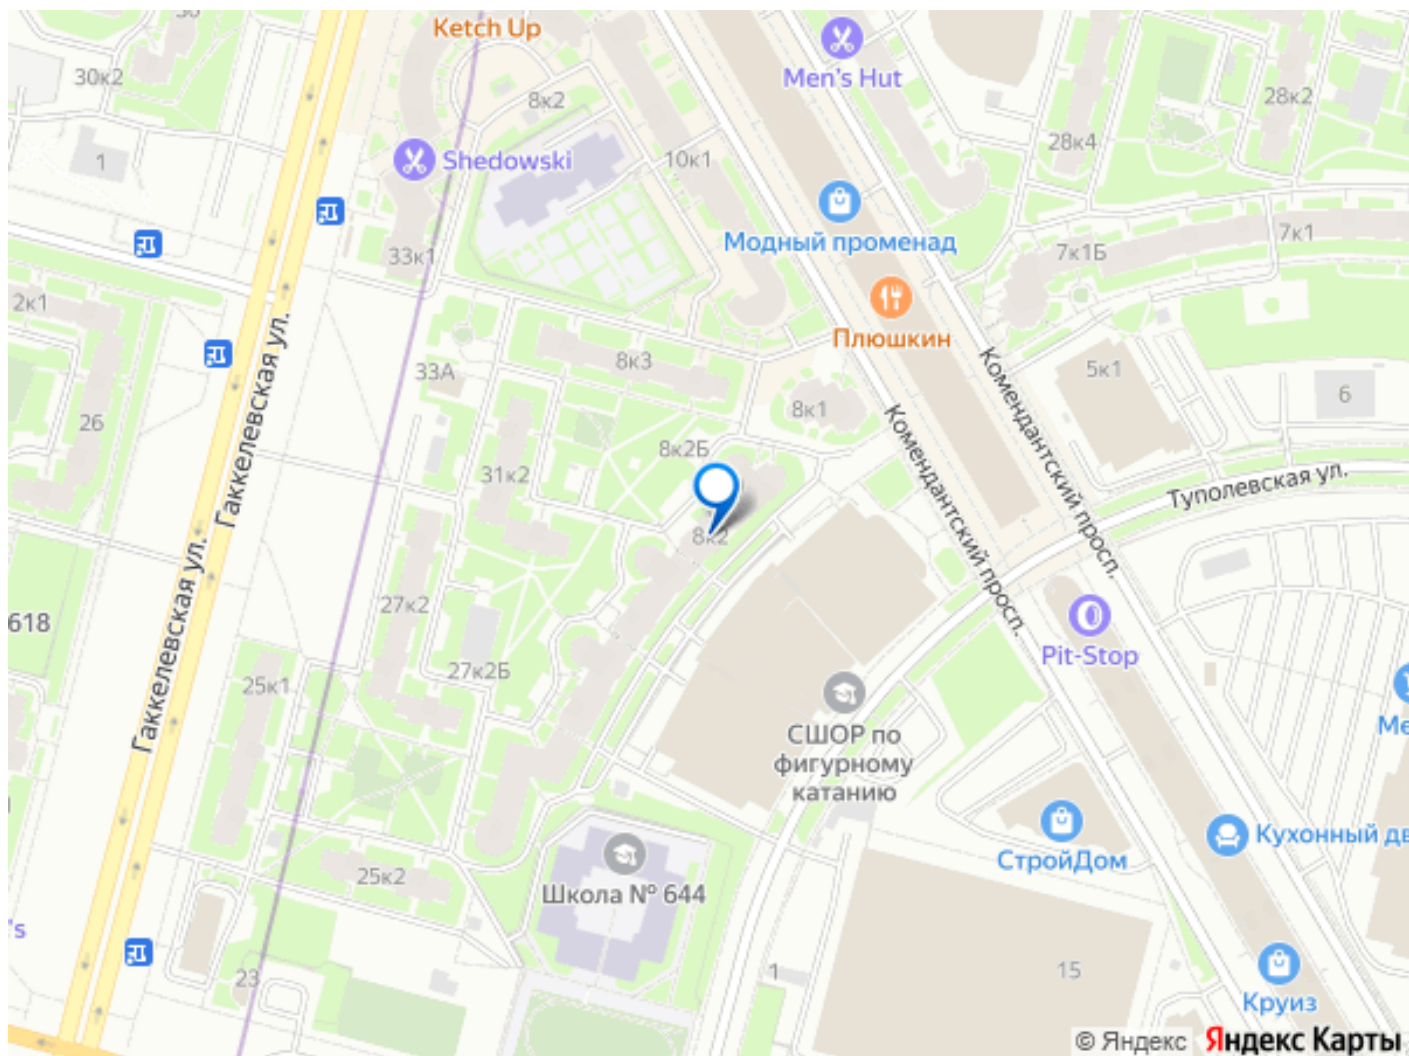 Ketch Up
30к2
8к2
Men's Hut
28к2
28к4
1
Shedowski
10к1
Модный променад
7к1
7к1Б
33к1
2к1
Плюшкин
8к3
33А
5к1
6
26
8к1
Гаккелевская ул.
Комендантский просп.
Комендантский просп.
8к2Б
31к2
Туполевская ул.
8к2
27к2
618
Pit-Stop
27к2Б
25к1
Гаккелевская ул.
СШОР по
фигурному
катанию
Ме
СтройДом
Кухонный дв
25к2
Школа № 644
's
23
1
15
Круиз
© Яндекс Яндекс Карты